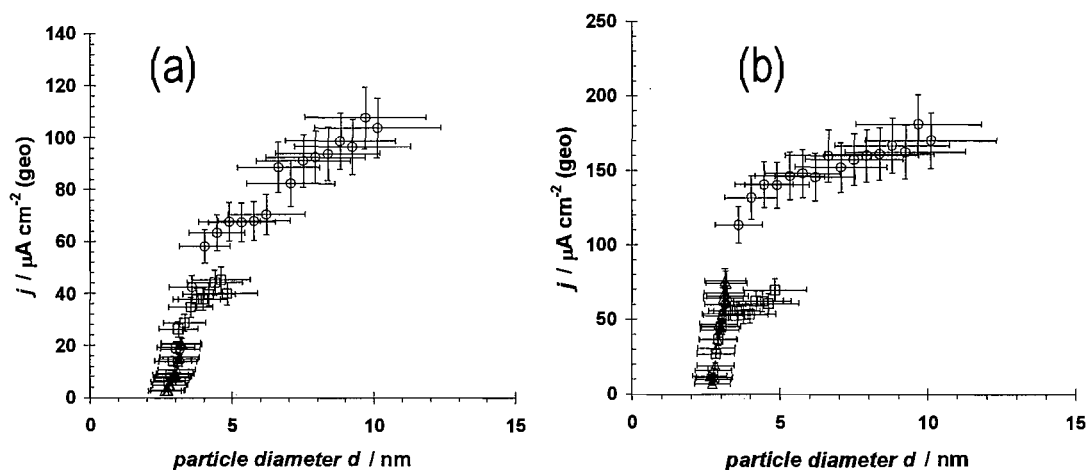 (a)
j / μA cm⁻² (geo)
140
120
100
80
60
40
20
0
0 5 10 15
particle diameter d / nm
(b)
j / μA cm⁻² (geo)
250
200
150
100
50
0
0 5 10 15
particle diameter d / nm